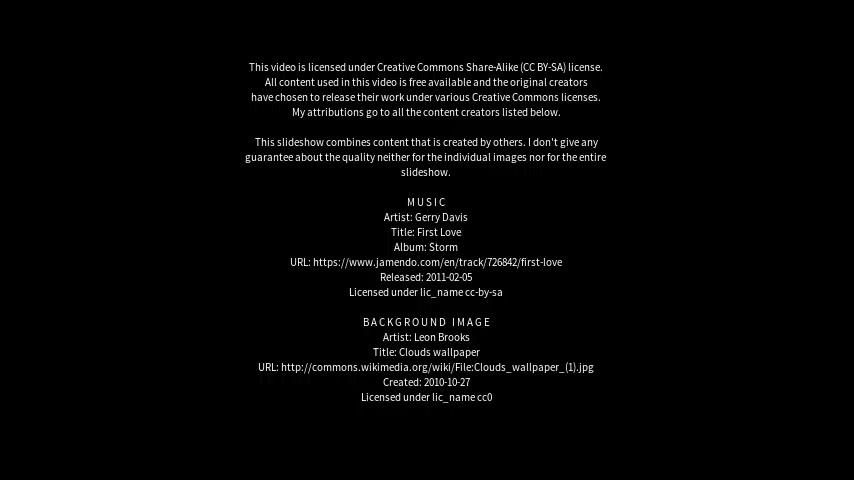 This video is licensed under Creative Commons Share-Alike (CC BY-SA) license.
All content used in this video is free available and the original creators
have chosen to release their work under various Creative Commons licenses.
My attributions go to all the content creators listed below.
This slideshow combines content that is created by others. I don't give any
guarantee about the quality neither for the individual images nor for the entire
slideshow.
MUSIC
Artist: Gerry Davis
Title: First Love
Album: Storm
URL: https://www.jamendo.com/en/track/726842/first-love
Released: 2011-02-05
Licensed under lic_name cc-by-sa
BACKGROUND IMAGE
Artist: Leon Brooks
Title: Clouds wallpaper
URL: http://commons.wikimedia.org/wiki/File:Clouds_wallpaper_(1).jpg
Created: 2010-10-27
Licensed under lic_name cc0